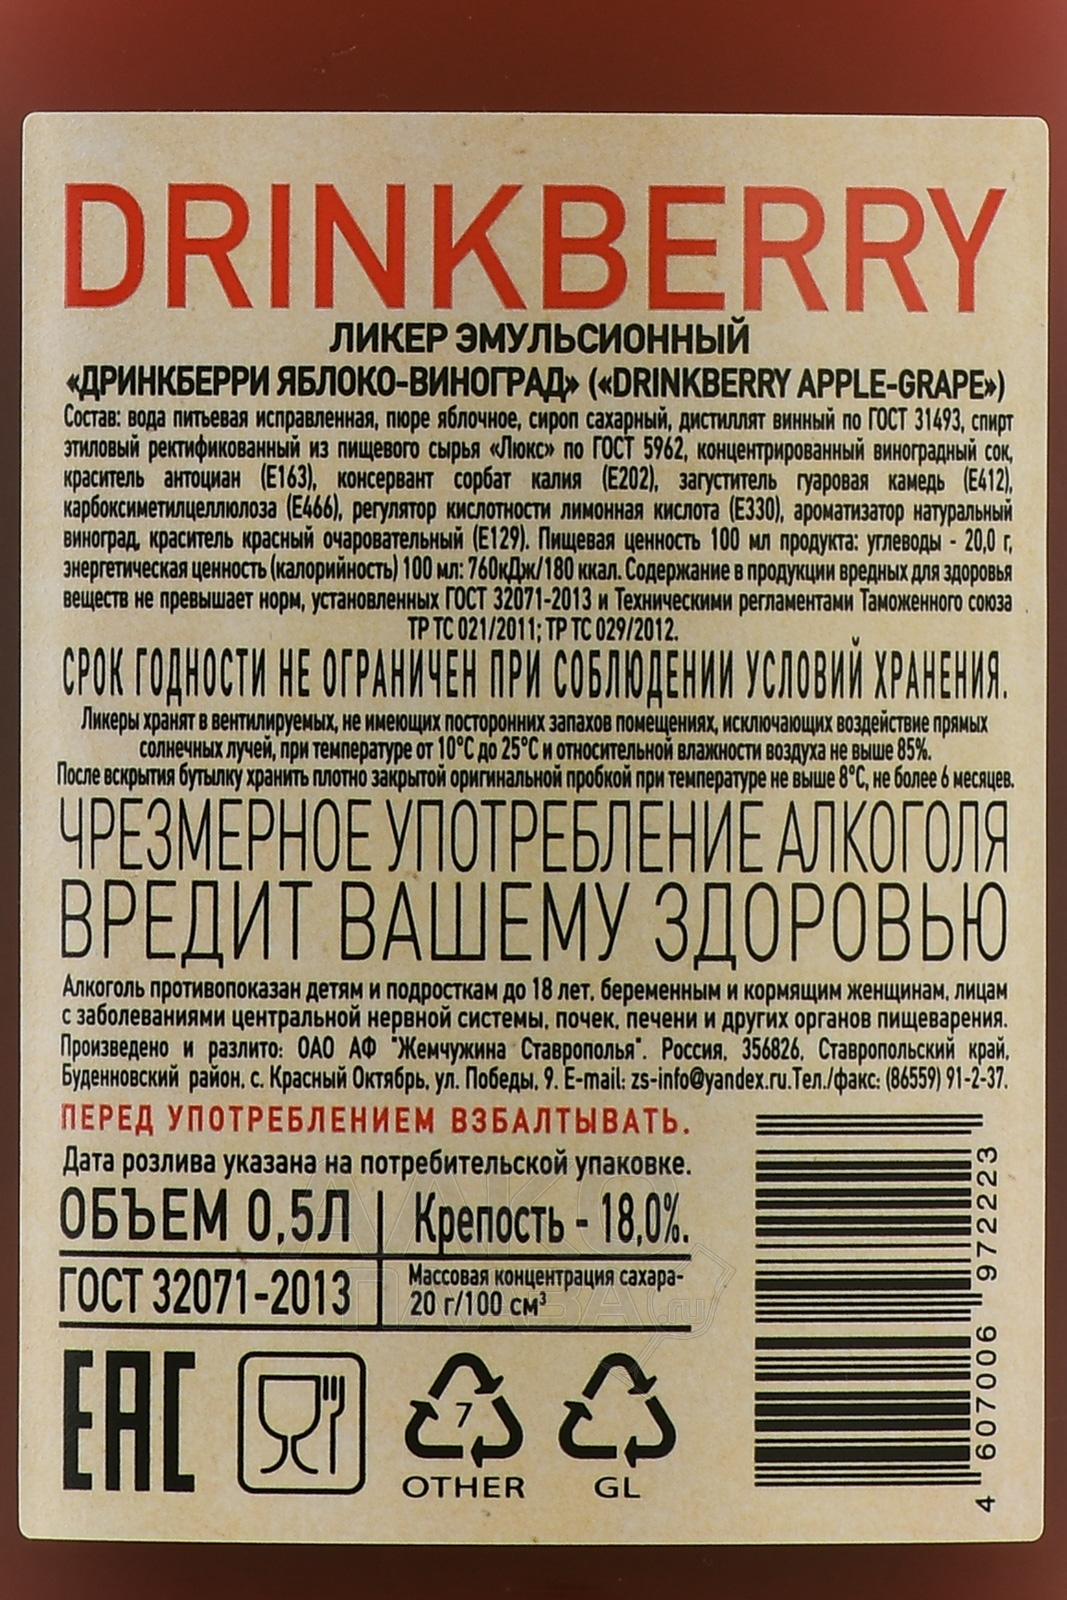 DRINKBERRY
ЛИКЕР ЭМУЛЬСИОННЫЙ
«ДРИНКБЕРРИ ЯБЛОКО-ВИНОГРАД» («DRINKBERRY APPLE-GRAPE»)
Состав: вода питьевая исправленная, пюре яблочное, сироп сахарный, дистиллят винный по ГОСТ 31493, спирт
этиловый ректификованный из пищевого сырья «Люкс» по ГОСТ 5962, концентрированный виноградный сок,
краситель антоциан (Е163), консервант сорбат калия (Е202), загуститель гуаровая камедь (Е412),
карбоксиметилцеллюлоза (Е466), регулятор кислотности лимонная кислота (Е330), ароматизатор натуральный
виноград, краситель красный очаровательный (Е129). Пищевая ценность 100 мл продукта: углеводы - 20,0 г,
энергетическая ценность (калорийность) 100 мл: 760кДж/180 ккал. Содержание в продукции вредных для здоровья
веществ не превышает норм, установленных ГОСТ 32071-2013 и Техническими регламентами Таможенного союза
ТР ТС 021/2011; ТР ТС 029/2012.
СРОК ГОДНОСТИ НЕ ОГРАНИЧЕН ПРИ СОБЛЮДЕНИИ УСЛОВИЙ ХРАНЕНИЯ.
Ликеры хранят в вентилируемых, не имеющих посторонних запахов помещениях, исключающих воздействие прямых
солнечных лучей, при температуре от 10°С до 25°С и относительной влажности воздуха не выше 85%.
После вскрытия бутылку хранить плотно закрытой оригинальной пробкой при температуре не выше 8°С, не более 6 месяцев.
ЧРЕЗМЕРНОЕ УПОТРЕБЛЕНИЕ АЛКОГОЛЯ
ВРЕДИТ ВАШЕМУ ЗДОРОВЬЮ
Алкоголь противопоказан детям и подросткам до 18 лет, беременным и кормящим женщинам, лицам
с заболеваниями центральной нервной системы, почек, печени и других органов пищеварения.
Произведено и разлито: ОАО АФ "Жемчужина Ставрополья". Россия, 356826, Ставропольский край,
Буденновский район, с. Красный Октябрь, ул. Победы, 9. E-mail: zs-info@yandex.ru.Тел./факс: (86559) 91-2-37.
ПЕРЕД УПОТРЕБЛЕНИЕМ ВЗБАЛТЫВАТЬ.
Дата розлива указана на потребительской упаковке.
ОБЪЕМ 0,5Л
Крепость - 18,0%.
ГОСТ 32071-2013
Массовая концентрация сахара-
20 г/100 см³
EAC
7
OTHER
GL
4 607006 972223